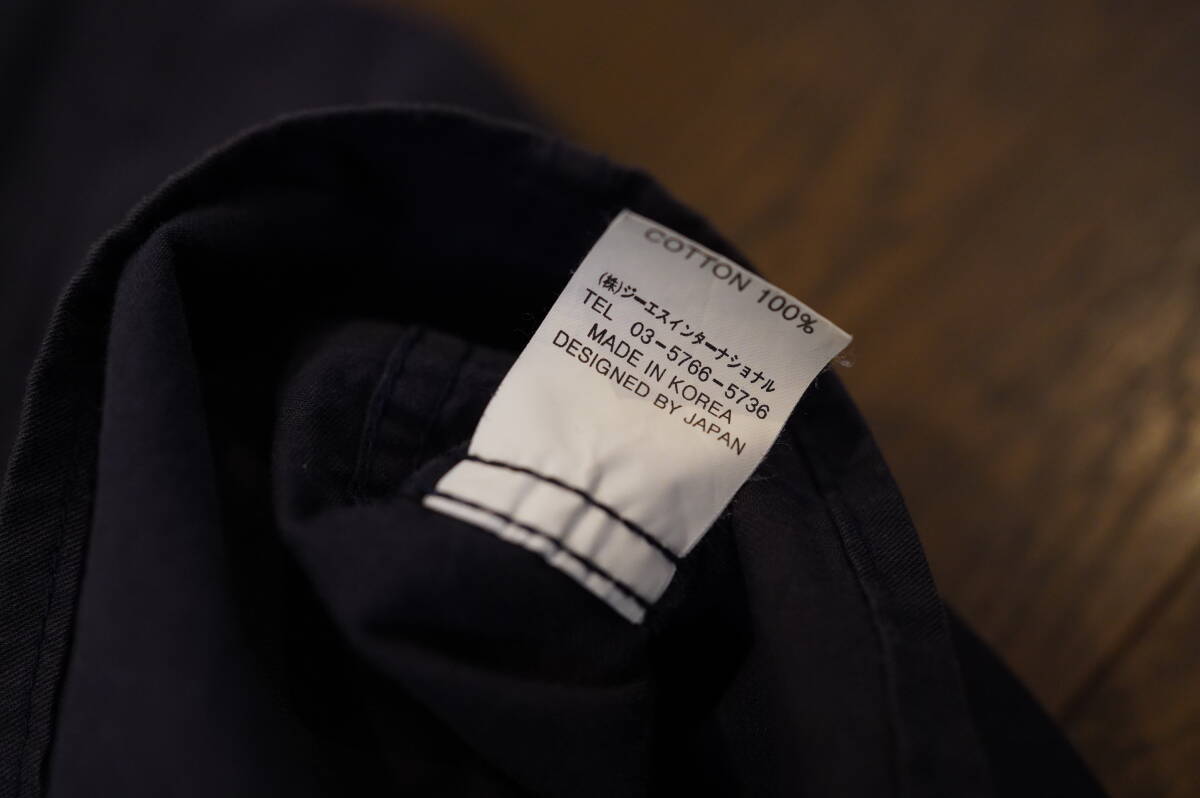 COTTON 100%
(株)ジーエスインターナショナル
TEL 03-5766-5736
MADE IN KOREA
DESIGNED BY JAPAN